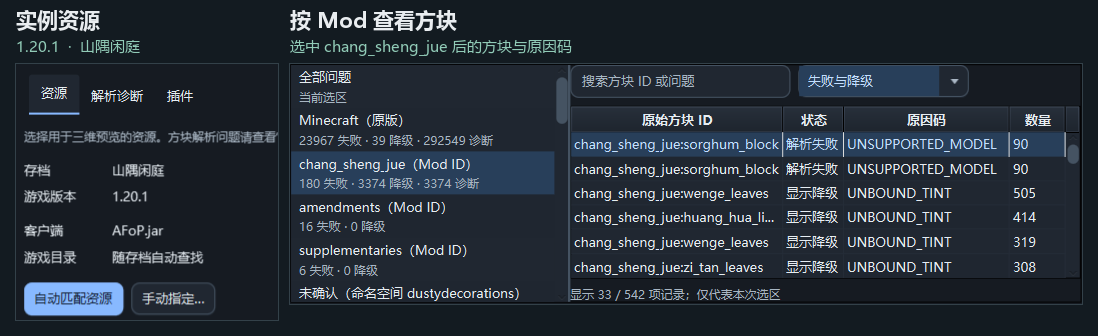 实例资源
1.20.1 · 山隅闲庭
资源 解析诊断 插件
选择用于三维预览的资源。方块解析问题请查看
存档 山隅闲庭
游戏版本 1.20.1
客户端 AFoP.jar
游戏目录 随存档自动查找
自动匹配资源 手动指定...
按 Mod 查看方块
选中 chang_sheng_jue 后的方块与原因码
全部问题
当前选区
Minecraft（原版）
23967 失败 · 39 降级 · 292549 诊断
chang_sheng_jue（Mod ID）
180 失败 · 3374 降级 · 3374 诊断
amendments（Mod ID）
16 失败 · 0 降级
supplementaries（Mod ID）
6 失败 · 0 降级
未确认（命名空间 dustydecorations）
搜索方块 ID 或问题 失败与降级
原始方块 ID 状态 原因码 数量
chang_sheng_jue:sorghum_block 解析失败 UNSUPPORTED_MODEL 90
chang_sheng_jue:sorghum_block 解析失败 UNSUPPORTED_MODEL 90
chang_sheng_jue:wenge_leaves 显示降级 UNBOUND_TINT 505
chang_sheng_jue:huang_hua_li... 显示降级 UNBOUND_TINT 414
chang_sheng_jue:wenge_leaves 显示降级 UNBOUND_TINT 319
chang_sheng_jue:zi_tan_leaves 显示降级 UNBOUND_TINT 308
显示 33 / 542 项记录；仅代表本次选区